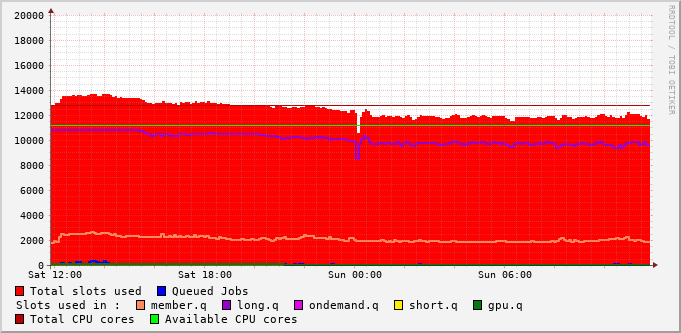 20000
18000
16000
14000
12000
10000
8000
6000
4000
2000
0
Sat 12:00 Sat 18:00 Sun 00:00 Sun 06:00
RRDTOOL / TOBI OETIKER
Total slots used Queued Jobs
Slots used in : member.q long.q ondemand.q short.q gpu.q
Total CPU cores Available CPU cores